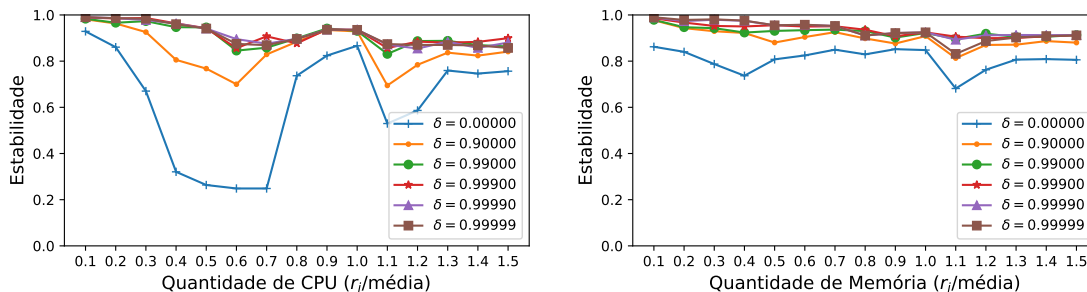 Estabilidade
1.0
0.8
0.6
0.4
0.2
0.0
δ = 0.00000
δ = 0.90000
δ = 0.99000
δ = 0.99900
δ = 0.99990
δ = 0.99999
0.1 0.2 0.3 0.4 0.5 0.6 0.7 0.8 0.9 1.0 1.1 1.2 1.3 1.4 1.5
Quantidade de CPU (r_i/média)
Estabilidade
1.0
0.8
0.6
0.4
0.2
0.0
δ = 0.00000
δ = 0.90000
δ = 0.99000
δ = 0.99900
δ = 0.99990
δ = 0.99999
0.1 0.2 0.3 0.4 0.5 0.6 0.7 0.8 0.9 1.0 1.1 1.2 1.3 1.4 1.5
Quantidade de Memória (r_i/média)